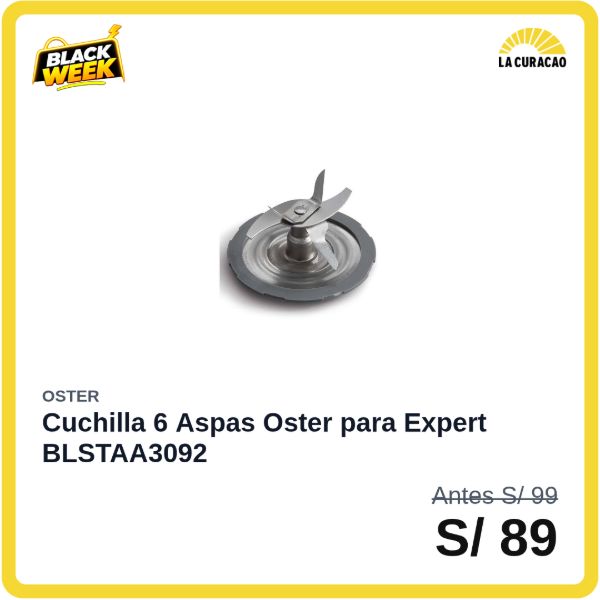 BLACK
WEEK
LA CURACAO
OSTER
Cuchilla 6 Aspas Oster para Expert
BLSTAA3092
Antes S/ 99
S/ 89